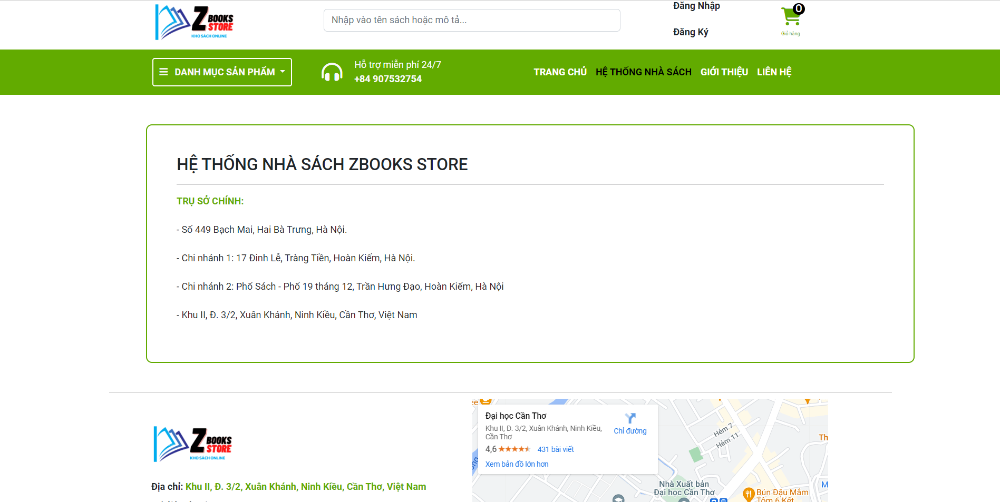 Z BOOKS
STORE
KHO SÁCH ONLINE
Nhập vào tên sách hoặc mô tả...
Đăng Nhập
Đăng Ký
0
Giỏ hàng
DANH MỤC SẢN PHẨM
Hỗ trợ miễn phí 24/7
+84 907532754
TRANG CHỦ HỆ THỐNG NHÀ SÁCH GIỚI THIỆU LIÊN HỆ
HỆ THỐNG NHÀ SÁCH ZBOOKS STORE
TRỤ SỞ CHÍNH:
- Số 449 Bạch Mai, Hai Bà Trưng, Hà Nội.
- Chi nhánh 1: 17 Đinh Lễ, Tràng Tiền, Hoàn Kiếm, Hà Nội.
- Chi nhánh 2: Phố Sách - Phố 19 tháng 12, Trần Hưng Đạo, Hoàn Kiếm, Hà Nội
- Khu II, Đ. 3/2, Xuân Khánh, Ninh Kiều, Cần Thơ, Việt Nam
Z BOOKS
STORE
KHO SÁCH ONLINE
Địa chỉ: Khu II, Đ. 3/2, Xuân Khánh, Ninh Kiều, Cần Thơ, Việt Nam
Đại học Cần Thơ
Khu II, Đ. 3/2, Xuân Khánh, Ninh Kiều,
Cần Thơ
Chỉ đường
4,6 431 bài viết
Xem bản đồ lớn hơn
Hẻm 7
Hẻm 11
Th
Nhà Xuất bản
Đại học Cần Thơ
M
Bún Đậu Mắm
Tôm 6 Kết